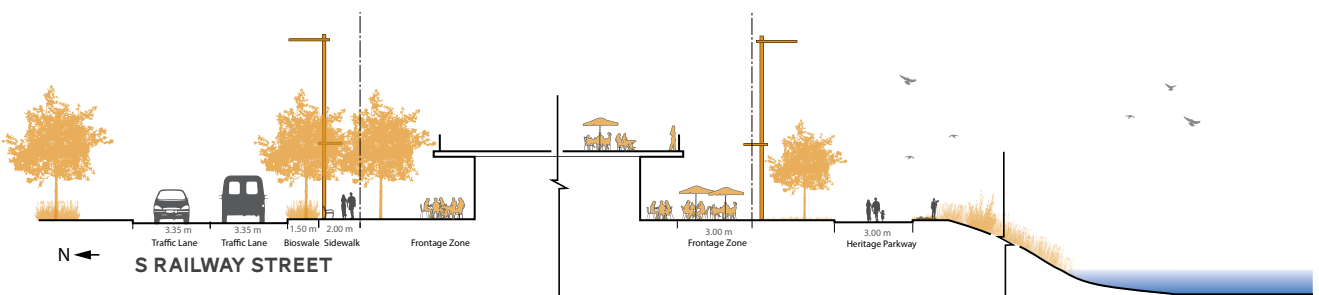 3.35 m 3.35 m 1.50 m 2.00 m 3.00 m 3.00 m
Traffic Lane Traffic Lane Bioswale Sidewalk Frontage Zone Frontage Zone Heritage Parkway
N
S RAILWAY STREET